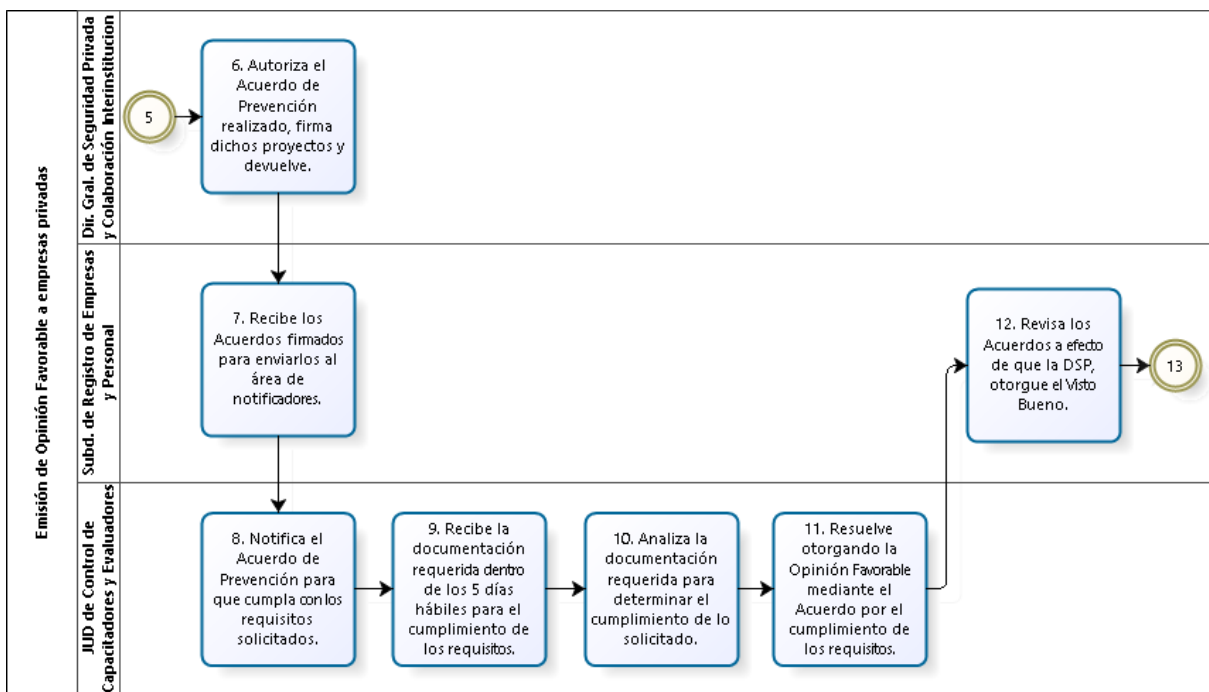 Emisión de Opinión Favorable a empresas privadas
Dir. Gral. de Seguridad Privada
y Colaboración Interinstitucion
5
6. Autoriza el
Acuerdo de
Prevención
realizado, firma
dichos proyectos y
devuelve.
Subd. de Registro de Empresas
y Personal
7. Recibe los
Acuerdos firmados
para enviarlos al
área de
notificadores.
12. Revisa los
Acuerdos a efecto
de que la DSP,
otorgue el Visto
Bueno.
13
JUD de Control de
Capacitadores y Evaluadores
8. Notifica el
Acuerdo de
Prevención para
que cumpla con los
requisitos
solicitados.
9. Recibe la
documentación
requerida dentro
de los 5 días
hábiles para el
cumplimiento de
los requisitos.
10. Analiza la
documentación
requerida para
determinar el
cumplimiento de lo
solicitado.
11. Resuelve
otorgando la
Opinión Favorable
mediante el
Acuerdo por el
cumplimiento de
los requisitos.